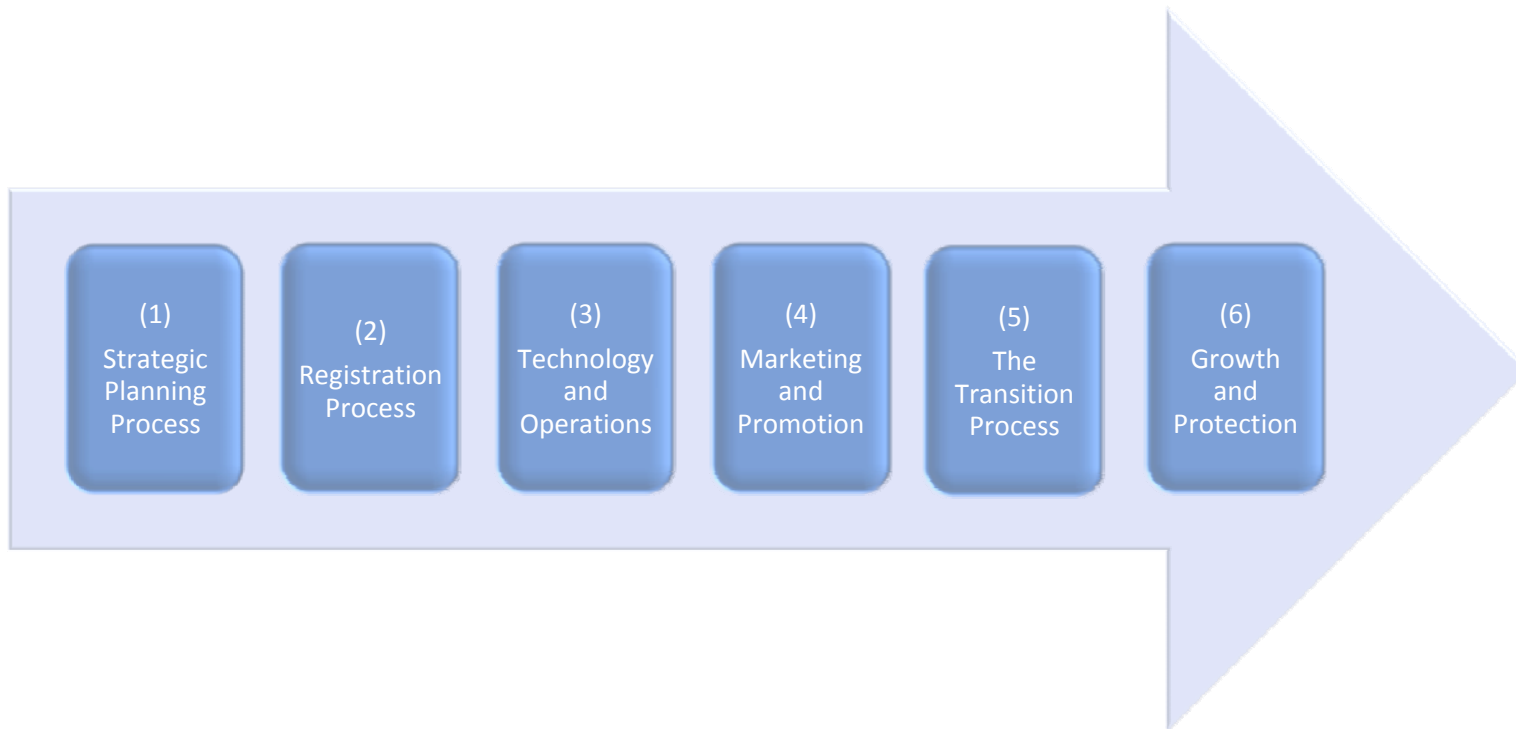 (1)
Strategic
Planning
Process
(2)
Registration
Process
(3)
Technology
and
Operations
(4)
Marketing
and
Promotion
(5)
The
Transition
Process
(6)
Growth
and
Protection